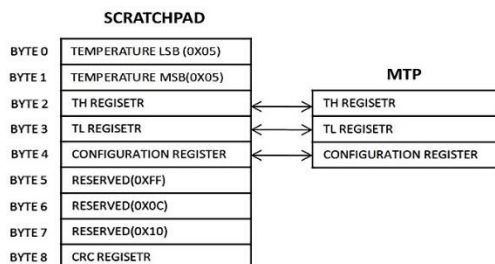 SCRATCHPAD
BYTE 0 TEMPERATURE LSB (0X05)
BYTE 1 TEMPERATURE MSB(0X05)
MTP
BYTE 2 TH REGISETR TH REGISETR
BYTE 3 TL REGISETR TL REGISETR
BYTE 4 CONFIGURATION REGISTER CONFIGURATION REGISTER
BYTE 5 RESERVED(0XFF)
BYTE 6 RESERVED(0X0C)
BYTE 7 RESERVED(0X10)
BYTE 8 CRC REGISETR